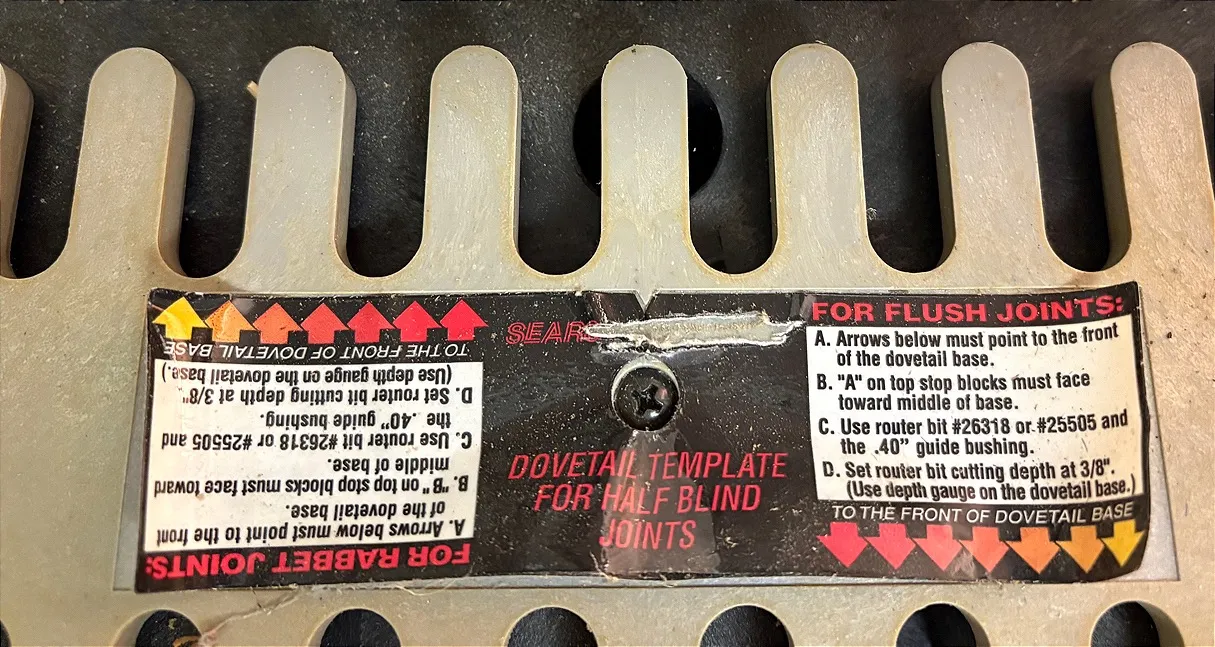 SEARS
DOVETAIL TEMPLATE
FOR HALF BLIND
JOINTS
FOR FLUSH JOINTS:
A. Arrows below must point to the front
of the dovetail base.
B. "A" on top stop blocks must face
toward middle of base.
C. Use router bit #26318 or #25505 and
the .40" guide bushing.
D. Set router bit cutting depth at 3/8".
(Use depth gauge on the dovetail base.)
TO THE FRONT OF DOVETAIL BASE
FOR RABBET JOINTS:
A. Arrows below must point to the front
of the dovetail base.
B. "B" on top stop blocks must face toward
middle of base.
C. Use router bit #26318 or #25505 and
the .40" guide bushing.
D. Set router bit cutting depth at 3/8".
(Use depth gauge on the dovetail base.)
TO THE FRONT OF DOVETAIL BASE